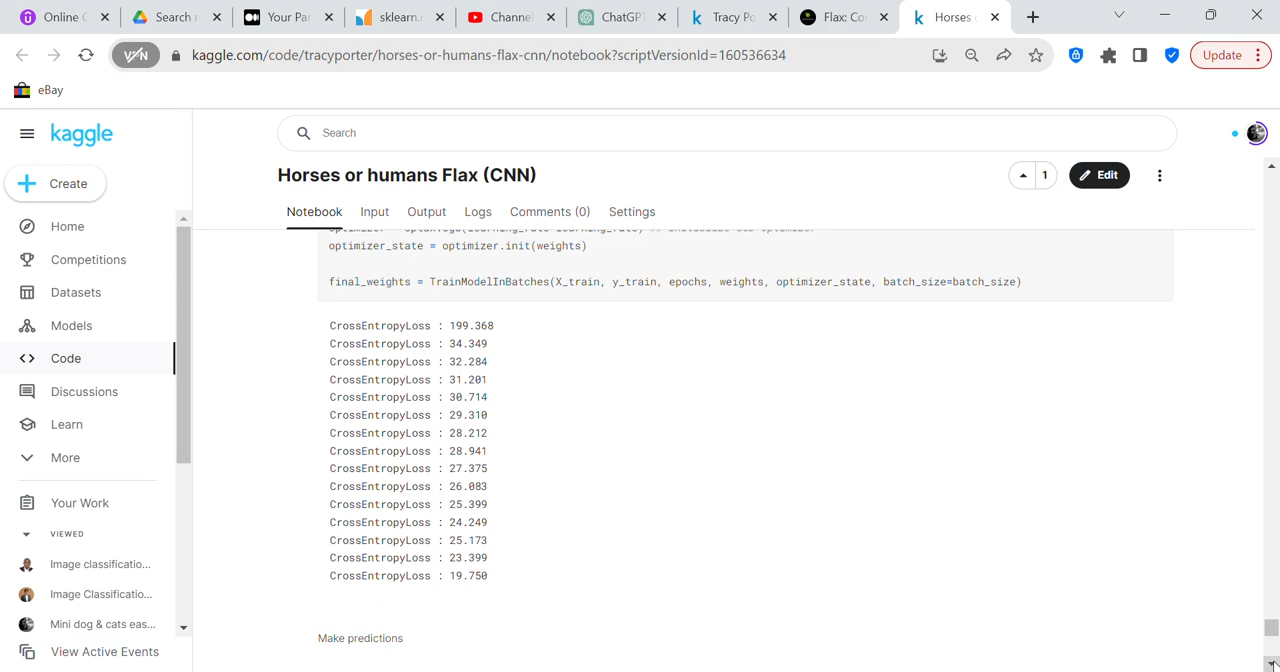 Online C
Search r
Your Par
sklearn.
Channe
ChatGP
Tracy Po
Flax: Co
Horses o
VPN
kaggle.com/code/tracyporter/horses-or-humans-flax-cnn/notebook?scriptVersionId=160536634
Update
eBay
kaggle
Search
Create
Horses or humans Flax (CNN)
1
Edit
Notebook
Input
Output
Logs
Comments (0)
Settings
Home
Competitions
Datasets
Models
Code
Discussions
Learn
More
Your Work
VIEWED
Image classificatio...
Image Classificatio...
Mini dog & cats eas...
View Active Events
optimizer_state = optimizer.init(weights)
final_weights = TrainModelInBatches(X_train, y_train, epochs, weights, optimizer_state, batch_size=batch_size)
CrossEntropyLoss : 199.368
CrossEntropyLoss : 34.349
CrossEntropyLoss : 32.284
CrossEntropyLoss : 31.201
CrossEntropyLoss : 30.714
CrossEntropyLoss : 29.310
CrossEntropyLoss : 28.212
CrossEntropyLoss : 28.941
CrossEntropyLoss : 27.375
CrossEntropyLoss : 26.083
CrossEntropyLoss : 25.399
CrossEntropyLoss : 24.249
CrossEntropyLoss : 25.173
CrossEntropyLoss : 23.399
CrossEntropyLoss : 19.750
Make predictions